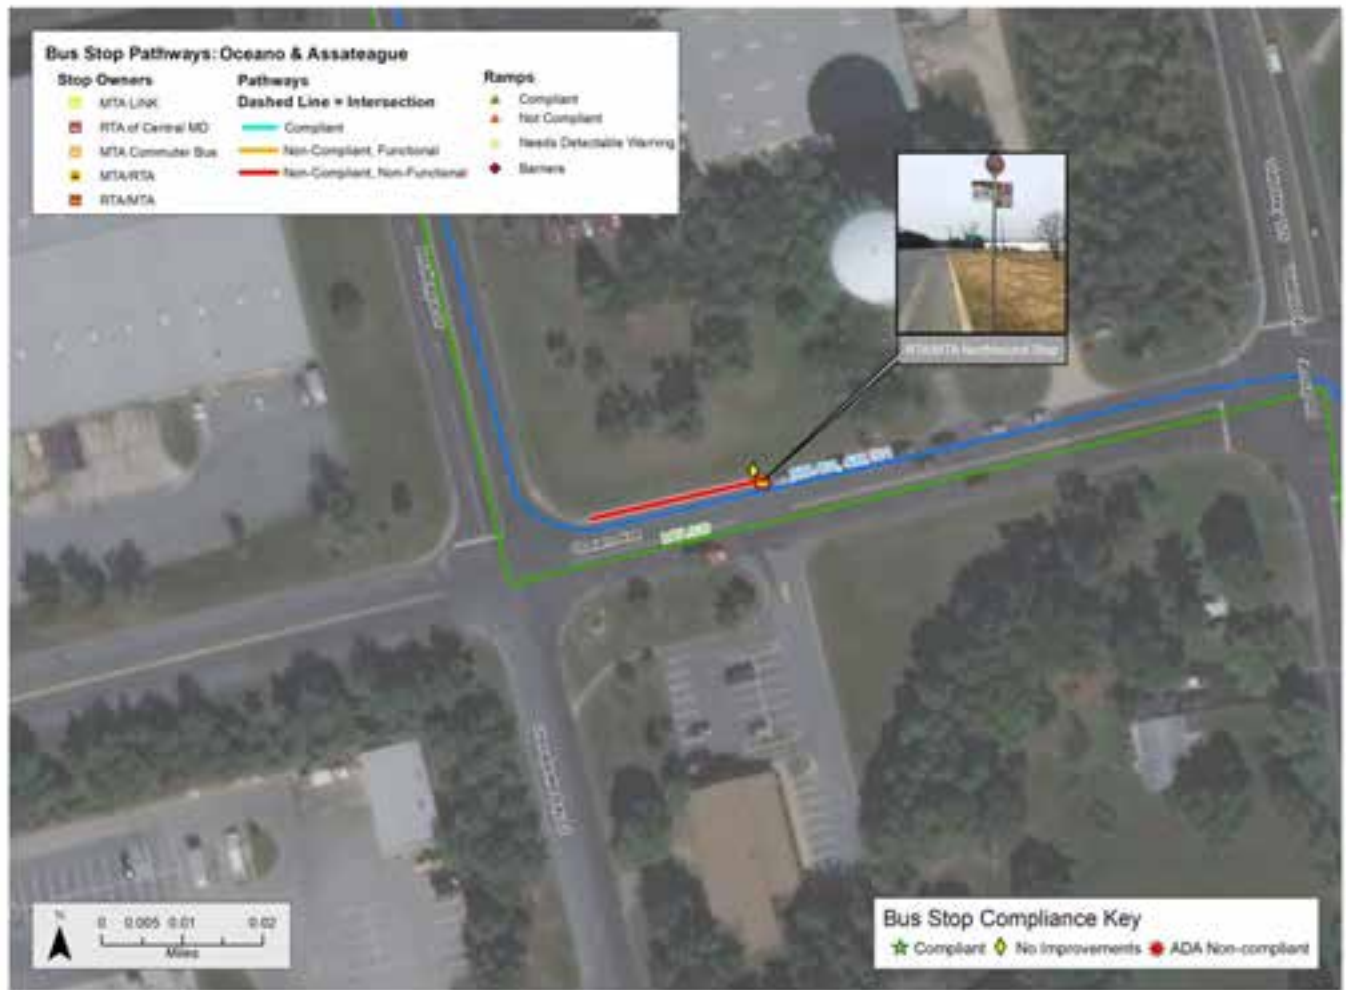 Bus Stop Pathways: Oceano & Assateague
Stop Owners
MTA LINK
RTA of Central MD
MTA Commuter Bus
MTA/RTA
RTA/MTA
Pathways
Dashed Line = Intersection
Compliant
Non-Compliant, Functional
Non-Compliant, Non-Functional
Ramps
Compliant
Not Compliant
Needs Detectable Warning
Barriers
N
0 0.005 0.01 0.02
Miles
Bus Stop Compliance Key
Compliant
No Improvements
ADA Non-compliant